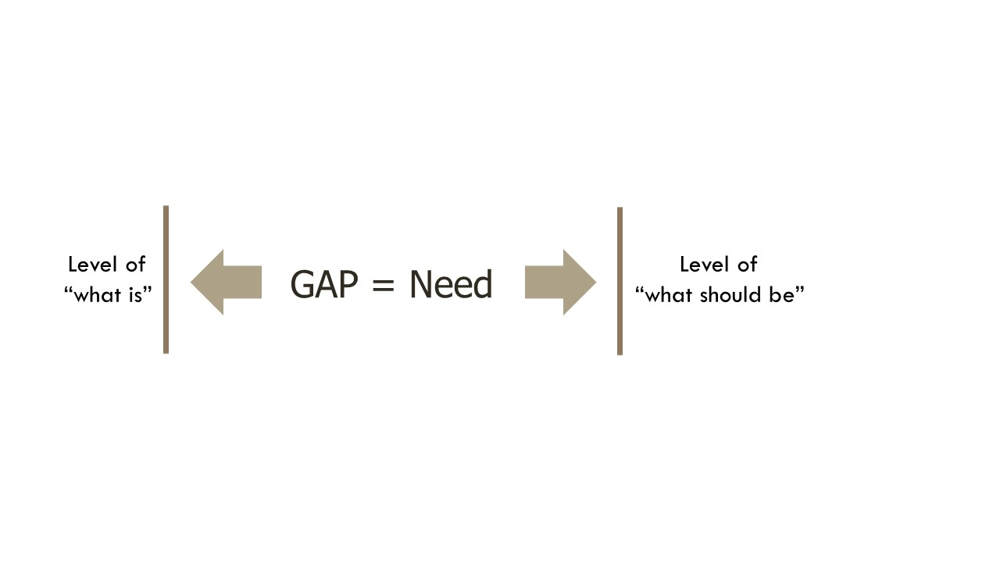 Level of
“what is”
GAP = Need
Level of
“what should be”